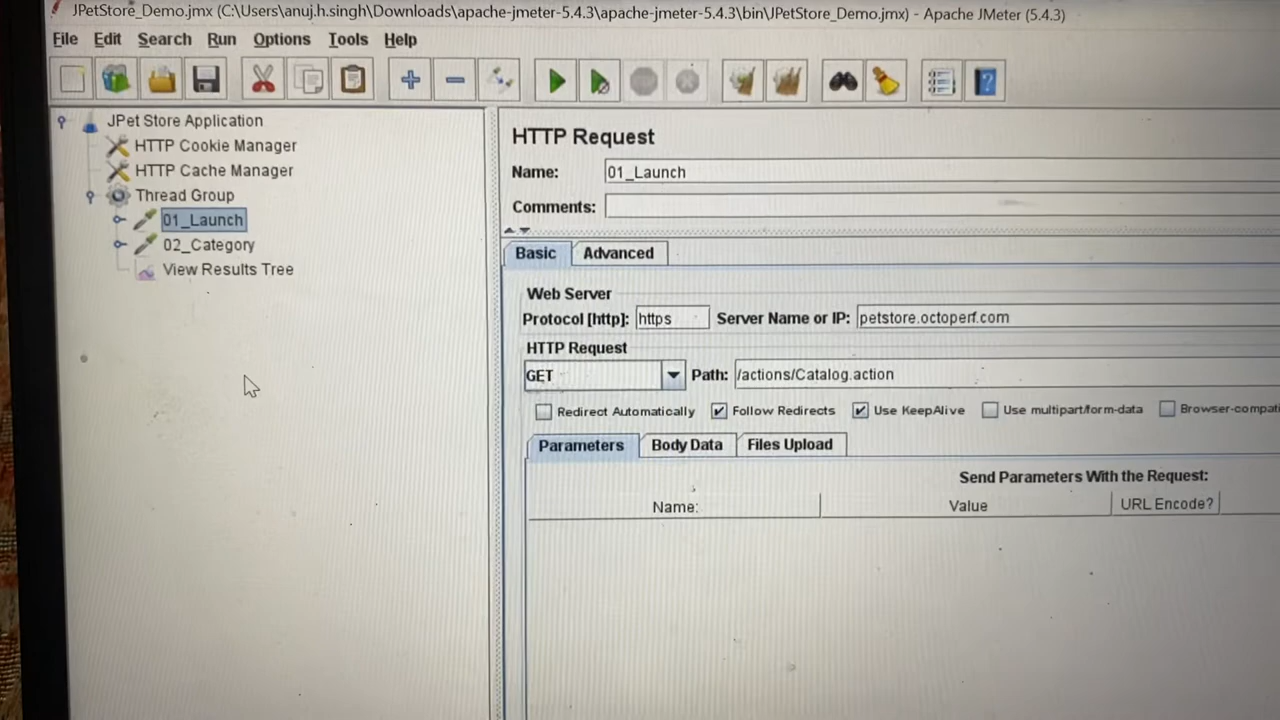 JPetStore_Demo.jmx (C:\Users\anuj.h.singh\Downloads\apache-jmeter-5.4.3\apache-jmeter-5.4.3\bin\JPetStore_Demo.jmx) - Apache JMeter (5.4.3)
File Edit Search Run Options Tools Help
JPet Store Application
HTTP Cookie Manager
HTTP Cache Manager
Thread Group
01_Launch
02_Category
View Results Tree
HTTP Request
Name: 01_Launch
Comments:
Basic Advanced
Web Server
Protocol [http]: https Server Name or IP: petstore.octoperf.com
HTTP Request
GET Path: /actions/Catalog.action
Redirect Automatically Follow Redirects Use KeepAlive Use multipart/form-data Browser-compati
Parameters Body Data Files Upload
Send Parameters With the Request:
Name: Value URL Encode?